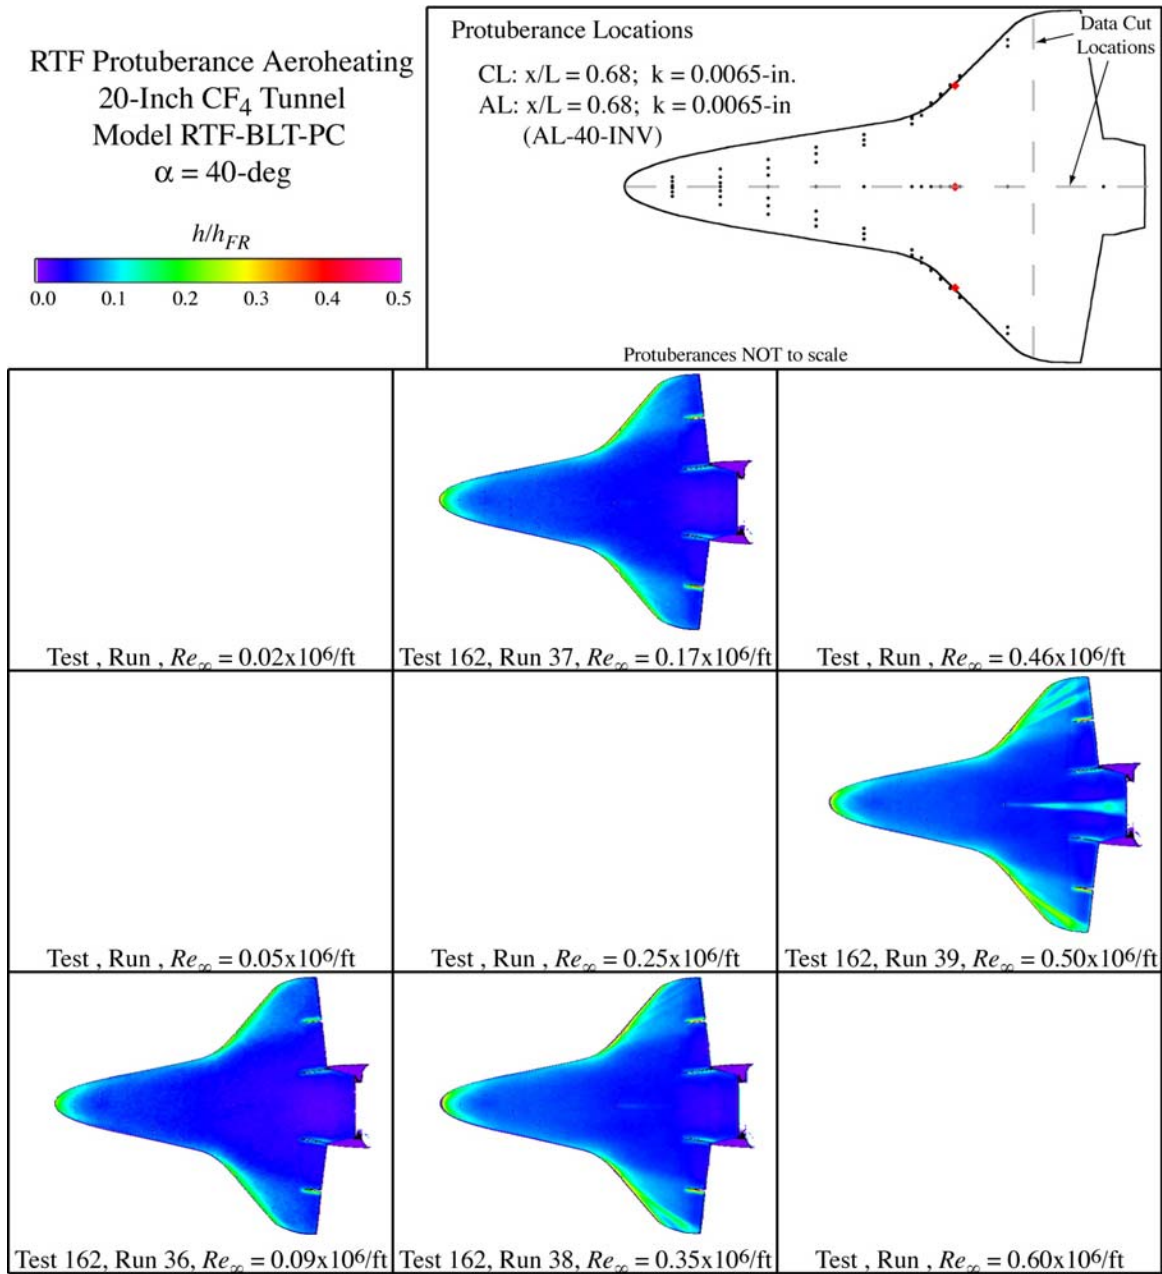 RTF Protuberance Aeroheating
20-Inch CF₄ Tunnel
Model RTF-BLT-PC
α = 40-deg
h/h_FR
0.0 0.1 0.2 0.3 0.4 0.5
Protuberance Locations
CL: x/L = 0.68; k = 0.0065-in.
AL: x/L = 0.68; k = 0.0065-in
(AL-40-INV)
Data Cut
Locations
Protuberances NOT to scale
Test , Run , Re∞ = 0.02x10⁶/ft
Test 162, Run 37, Re∞ = 0.17x10⁶/ft
Test , Run , Re∞ = 0.46x10⁶/ft
Test , Run , Re∞ = 0.05x10⁶/ft
Test , Run , Re∞ = 0.25x10⁶/ft
Test 162, Run 39, Re∞ = 0.50x10⁶/ft
Test 162, Run 36, Re∞ = 0.09x10⁶/ft
Test 162, Run 38, Re∞ = 0.35x10⁶/ft
Test , Run , Re∞ = 0.60x10⁶/ft